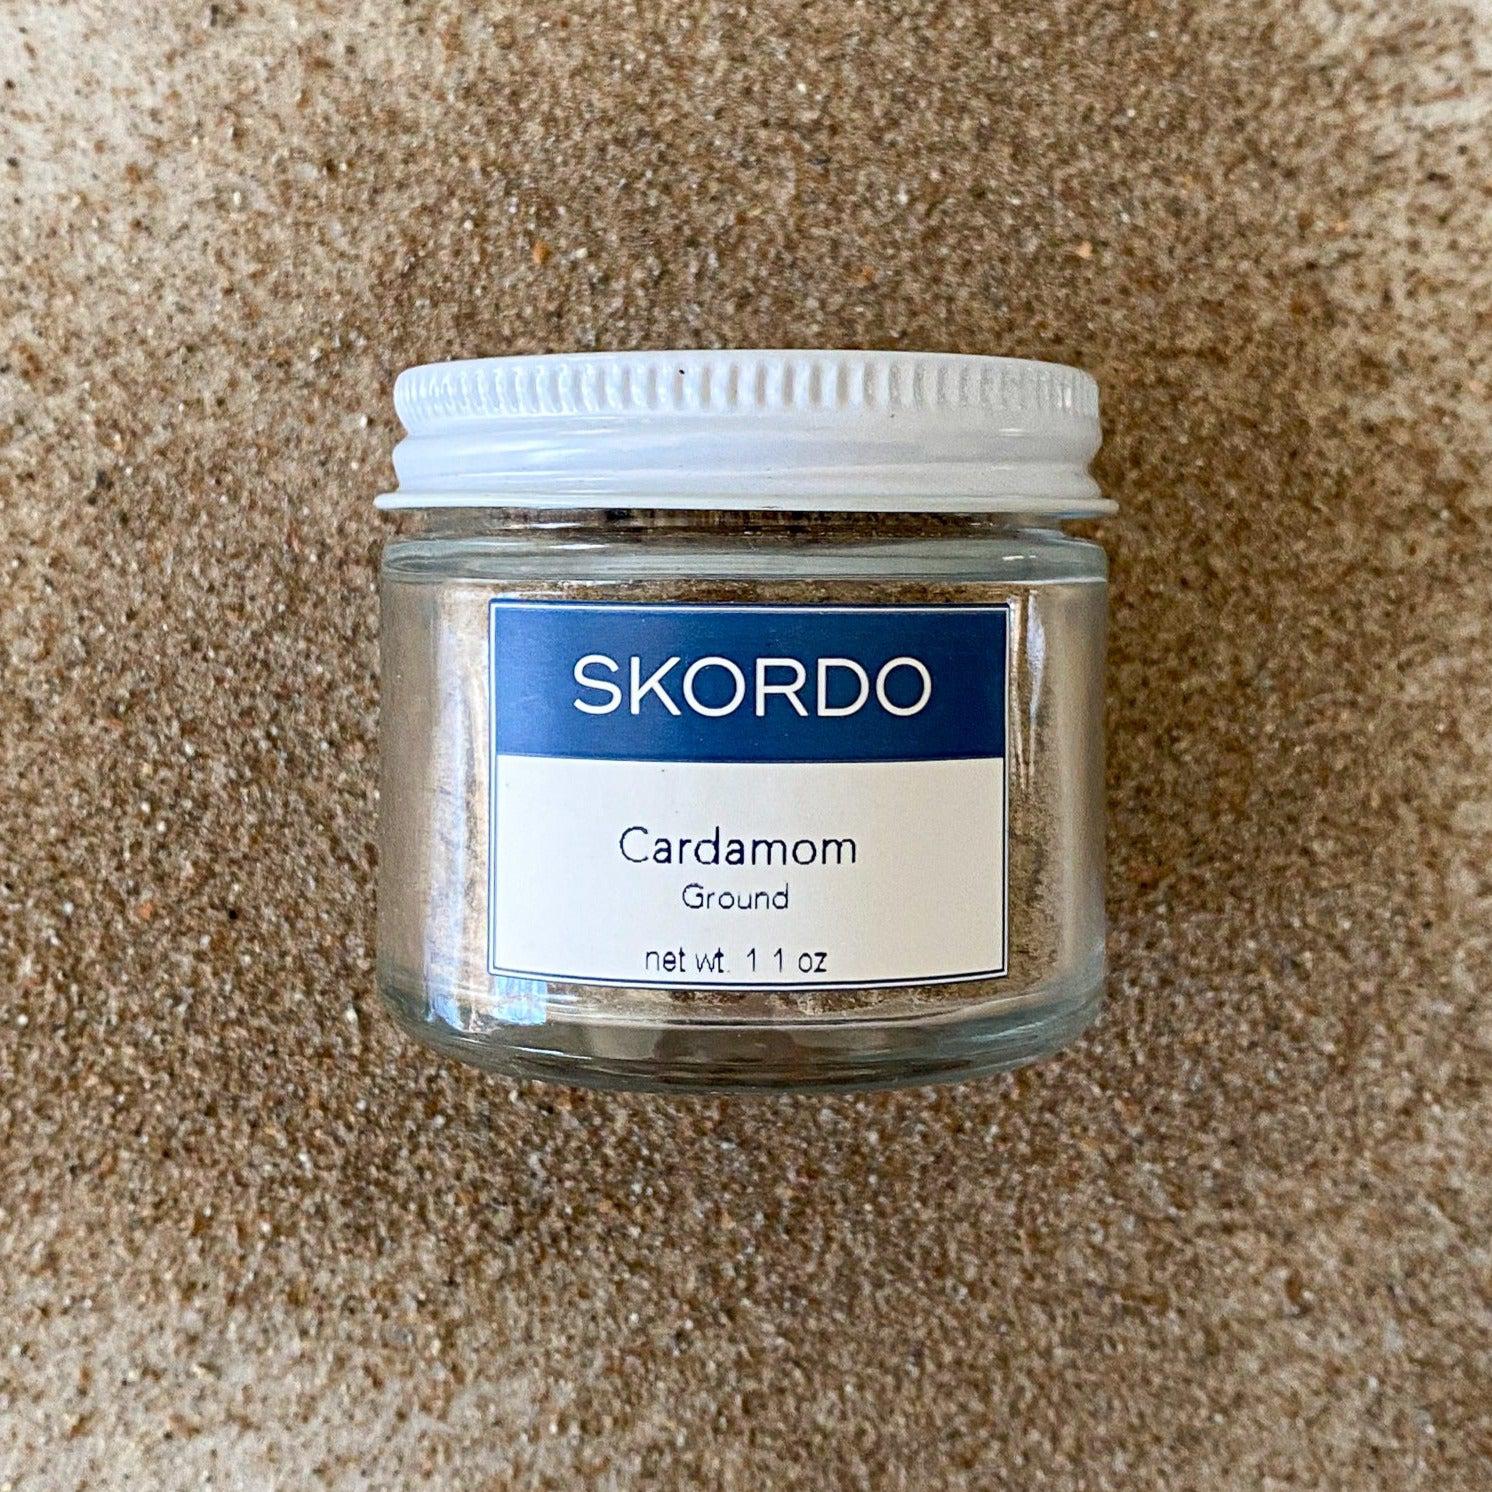 SKORDO
Cardamom
Ground
net wt. 1 1 oz